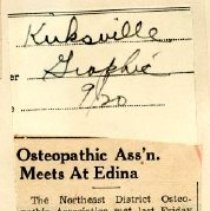 Kirksville
er Graphic
9/20
Osteopathic Ass'n.
Meets At Edina
The Northeast District Osteo-
pathic Association met last Friday